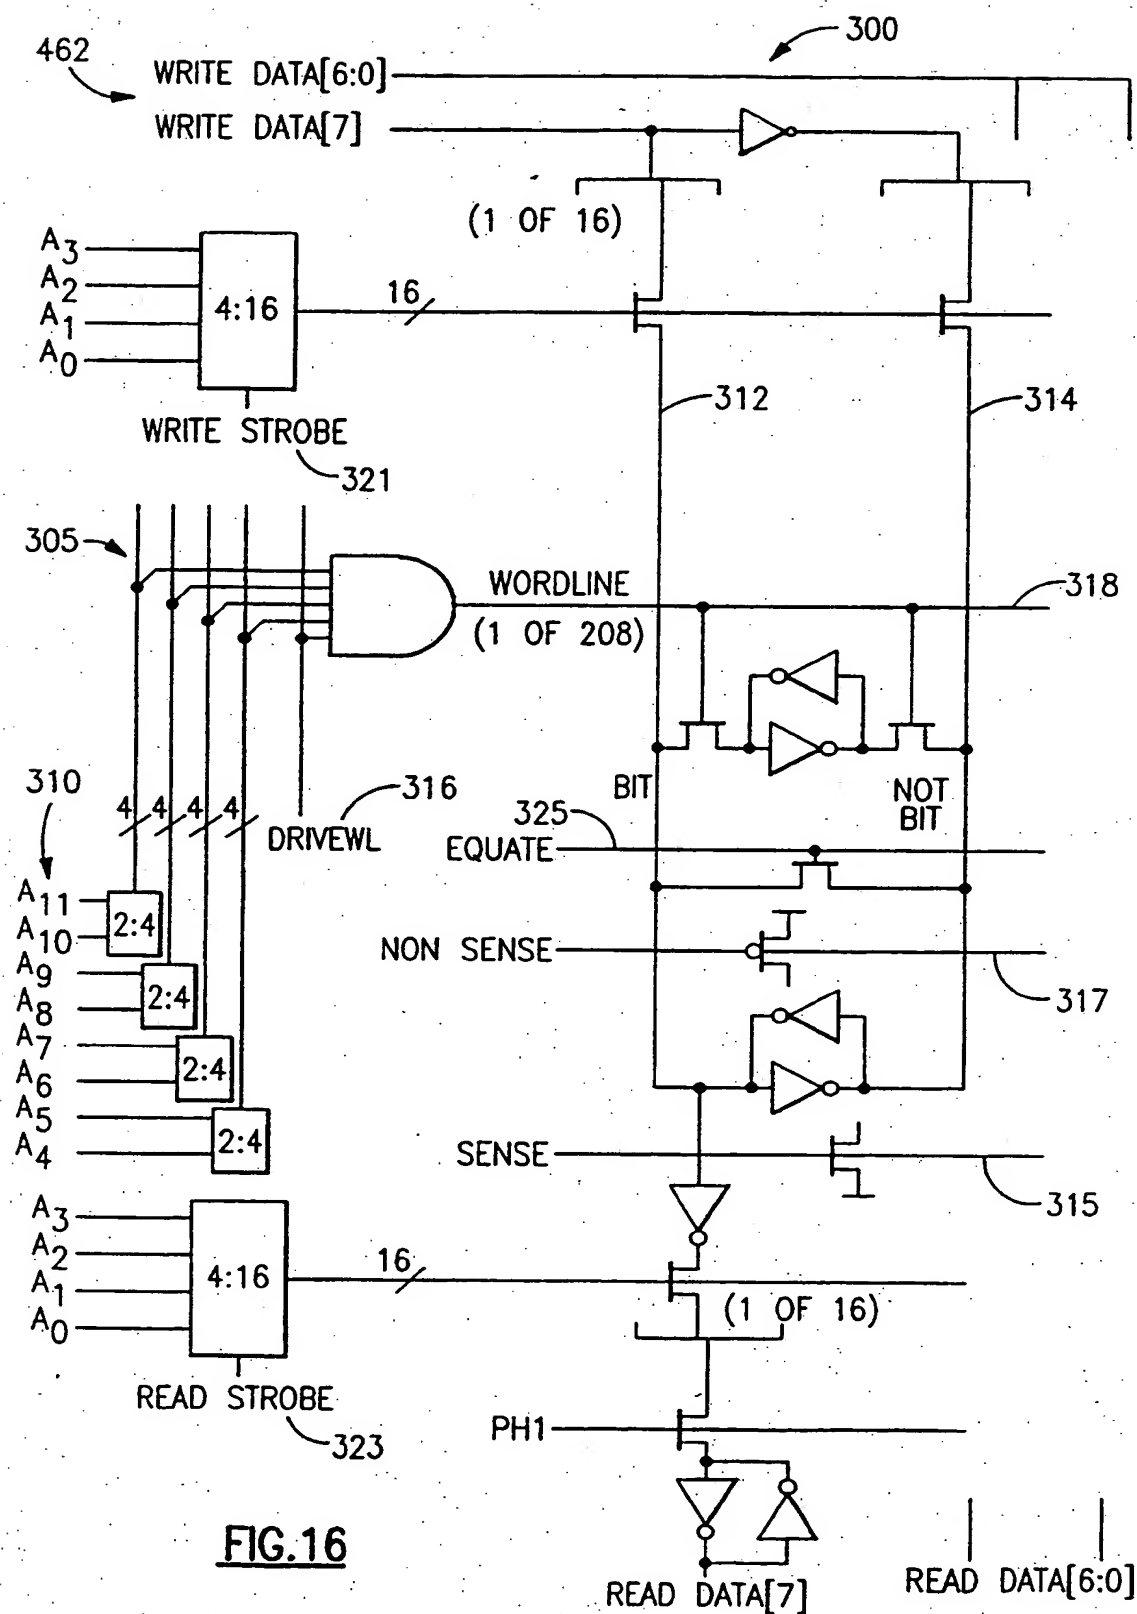 300
462
WRITE DATA[6:0]
WRITE DATA[7]
(1 OF 16)
A3
A2
A1
A0
4:16
16
WRITE STROBE
321
312
314
305
WORDLINE
(1 OF 208)
318
310
4 4 4 4
DRIVEWL
316
BIT
NOT
BIT
325
EQUATE
A11
A10
2:4
NON SENSE
317
A9
A8
2:4
A7
A6
2:4
A5
A4
2:4
SENSE
315
A3
A2
A1
A0
4:16
16
(1 OF 16)
READ STROBE
323
PH1
FIG.16
READ DATA[7]
READ DATA[6:0]